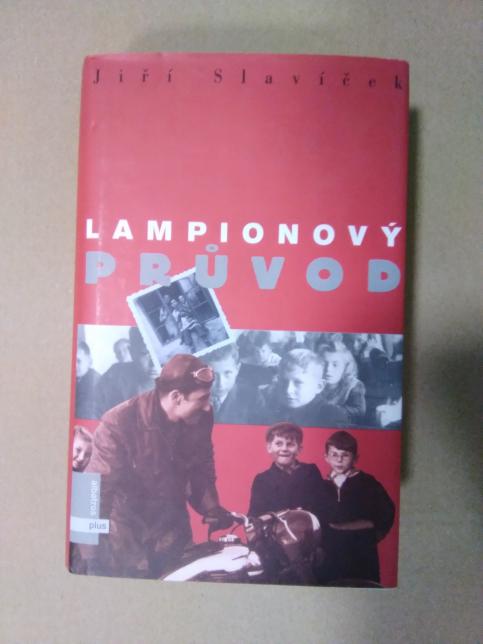 Jiří Slavíček
LAMPIONOVÝ
PRŮVOD
albatros
plus